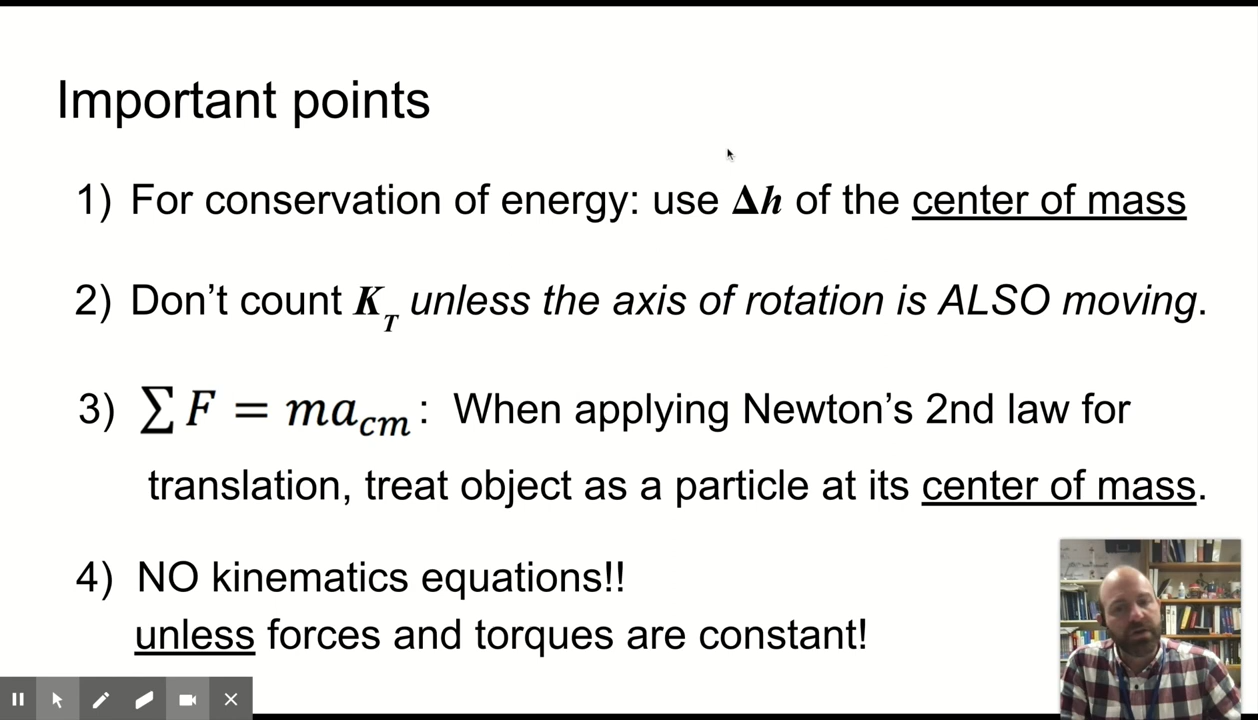 Important points
1) For conservation of energy: use Δh of the center of mass
2) Don’t count K_T unless the axis of rotation is ALSO moving.
3) ∑F = ma_cm : When applying Newton’s 2nd law for
translation, treat object as a particle at its center of mass.
4) NO kinematics equations!!
unless forces and torques are constant!